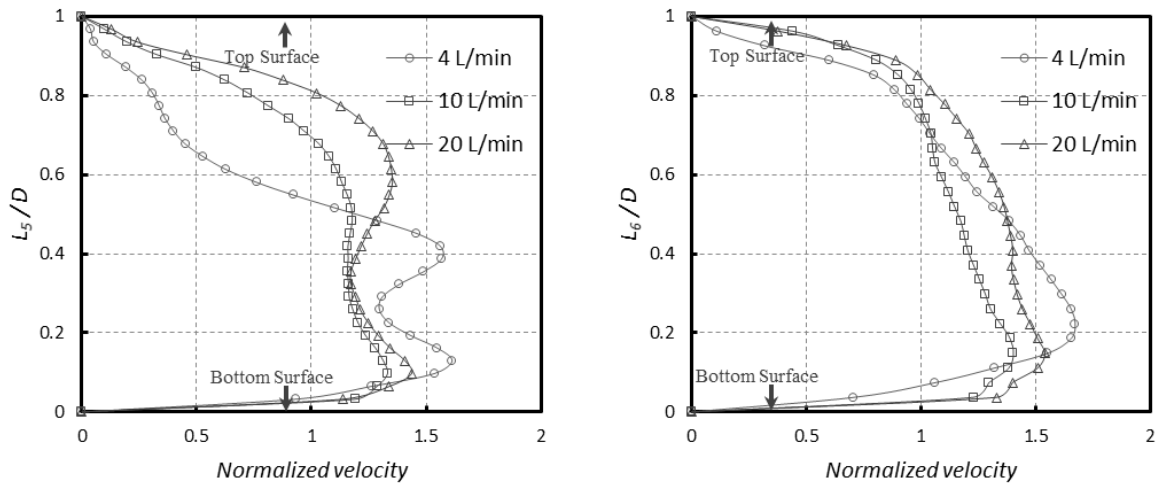 1
0.8
0.6
0.4
0.2
0
L5 / D
0
0.5
1
1.5
2
Normalized velocity
Top Surface
Bottom Surface
4 L/min
10 L/min
20 L/min
1
0.8
0.6
0.4
0.2
0
L6 / D
0
0.5
1
1.5
2
Normalized velocity
Top Surface
Bottom Surface
4 L/min
10 L/min
20 L/min